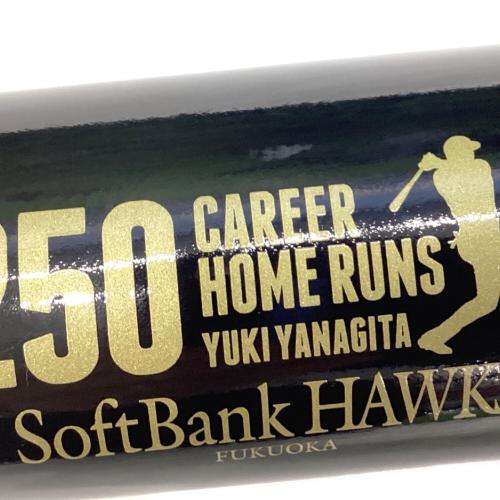 250
CAREER
HOME RUNS
YUKI YANAGITA
SoftBank HAWKS
FUKUOKA